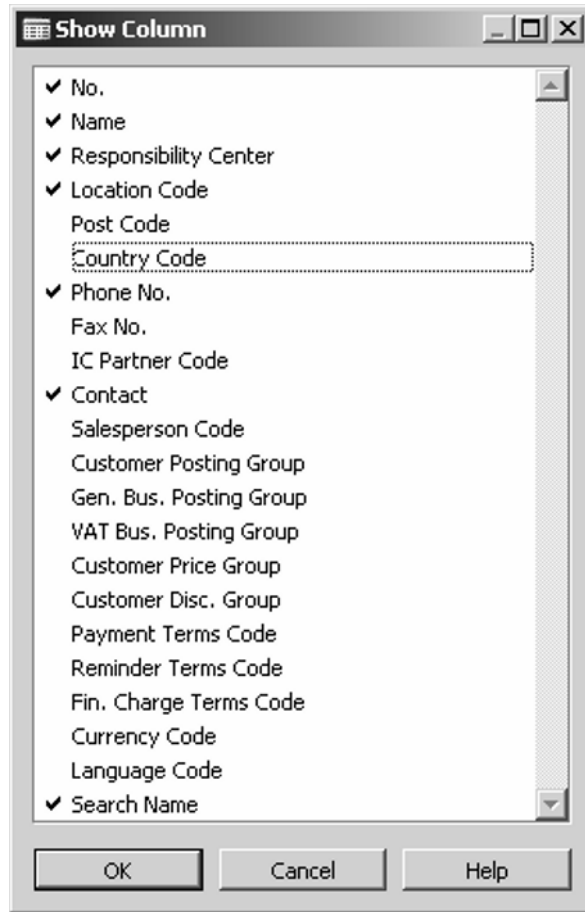 Show Column
No.
Name
Responsibility Center
Location Code
Post Code
Country Code
Phone No.
Fax No.
IC Partner Code
Contact
Salesperson Code
Customer Posting Group
Gen. Bus. Posting Group
VAT Bus. Posting Group
Customer Price Group
Customer Disc. Group
Payment Terms Code
Reminder Terms Code
Fin. Charge Terms Code
Currency Code
Language Code
Search Name
OK Cancel Help